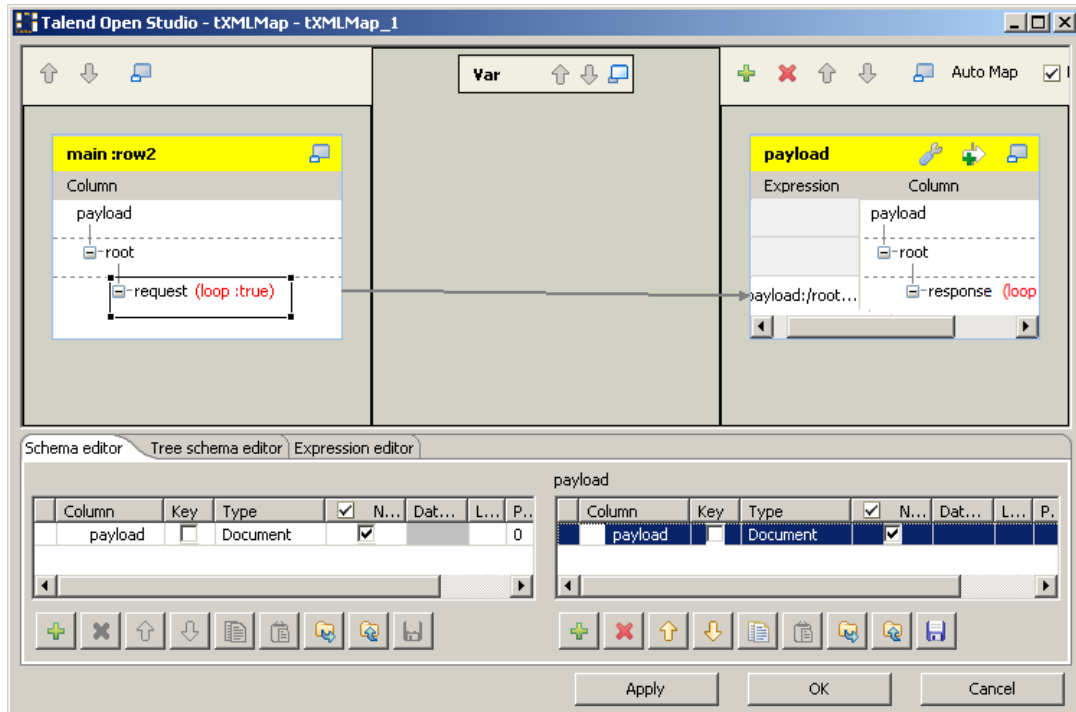 Talend Open Studio - tXMLMap - tXMLMap_1
Var
Auto Map
main :row2
Column
payload
root
request (loop :true)
payload
Expression Column
payload
root
payload:/root... response (loop
Schema editor Tree schema editor Expression editor
Column Key Type N... Dat... L... P..
payload Document 0
payload
Column Key Type N... Dat... L... P.
payload Document
Apply OK Cancel